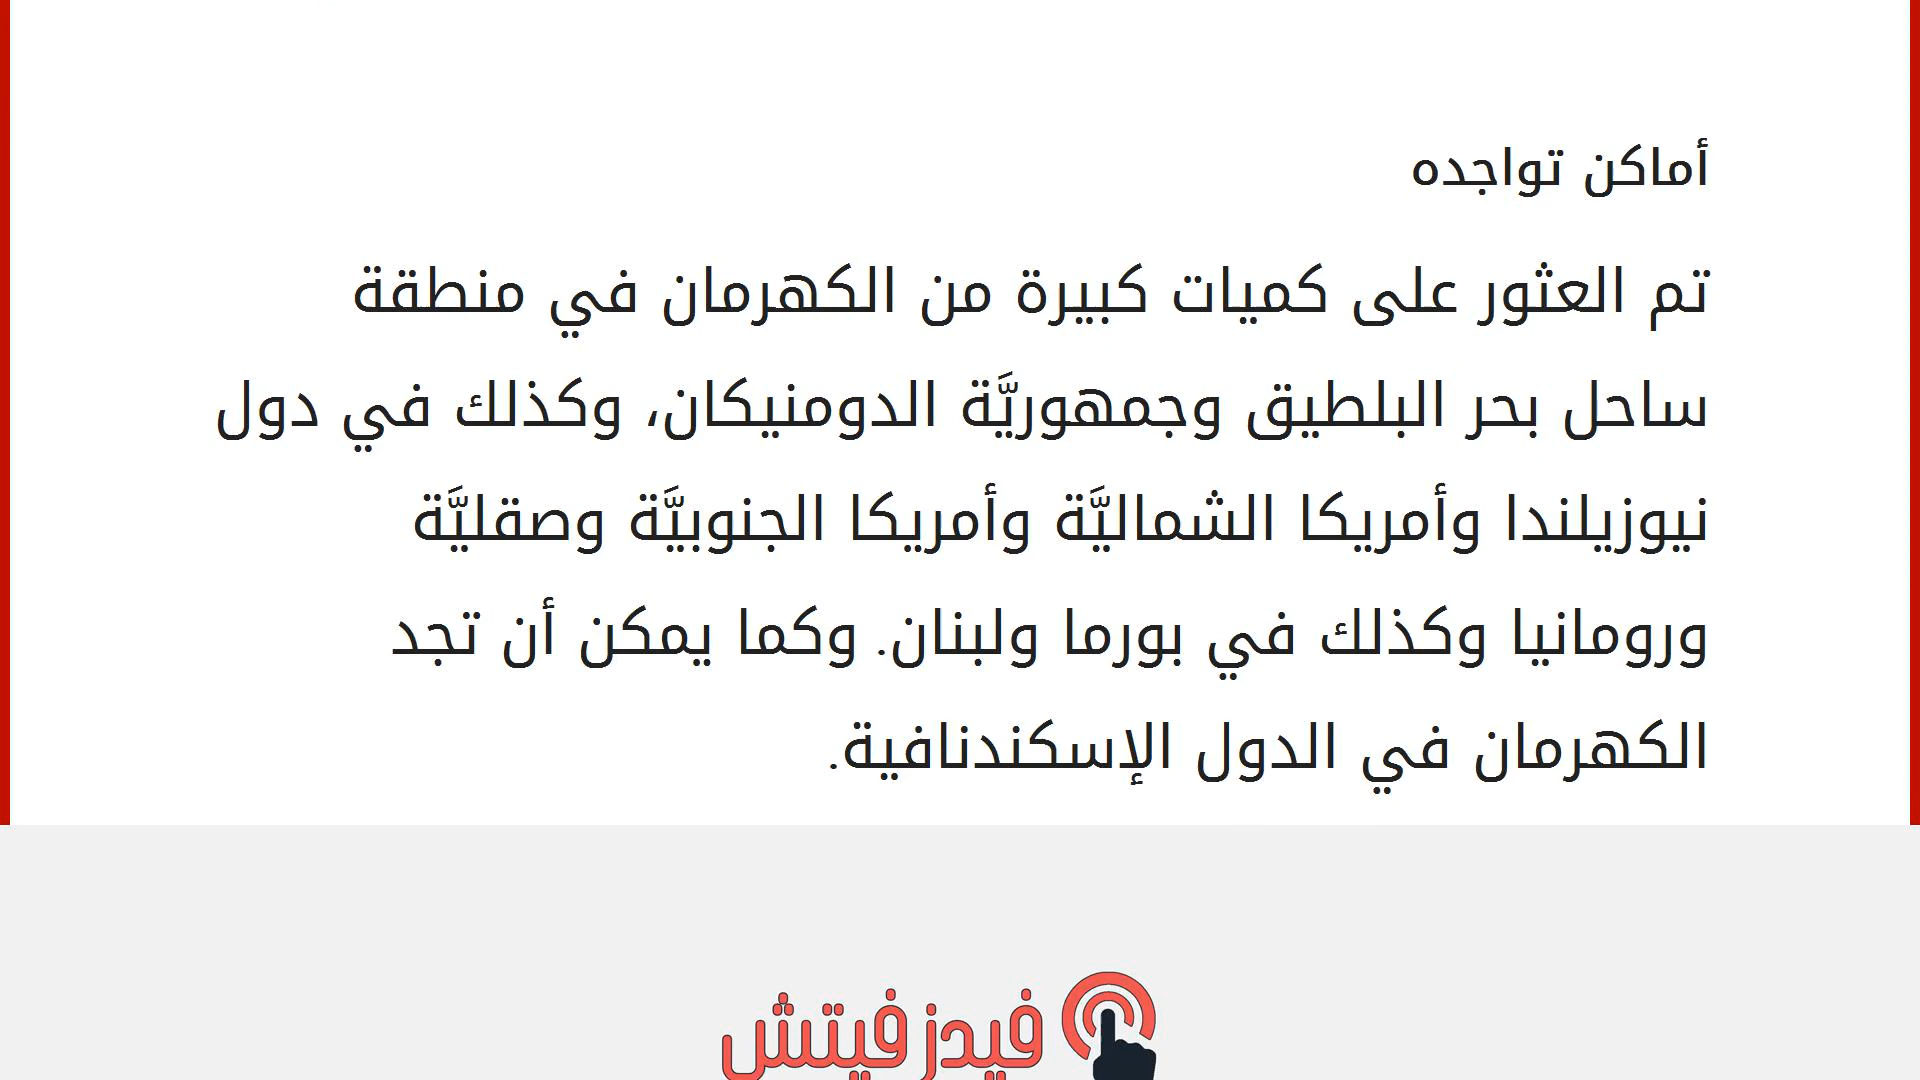 أماكن تواجده
تم العثور على كميات كبيرة من الكهرمان في منطقة
ساحل بحر البلطيق وجمهوريَّة الدومنيكان، وكذلك في دول
نيوزيلندا وأمريكا الشماليَّة وأمريكا الجنوبيَّة وصقليَّة
ورومانيا وكذلك في بورما ولبنان. وكما يمكن أن تجد
الكهرمان في الدول الإسكندنافية.
فيدز فيتش